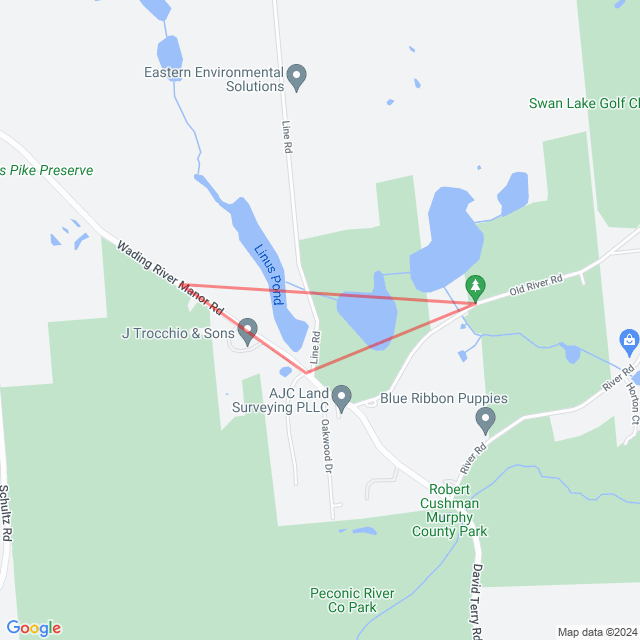 Eastern Environmental
Solutions
Line Rd
Swan Lake Golf Cl
s Pike Preserve
Wading River Manor Rd
Linus Pond
Old River Rd
J Trocchio & Sons
Line Rd
River Rd
Horton Ct
AJC Land
Surveying PLLC
Blue Ribbon Puppies
Oakwood Dr
River Rd
Robert
Cushman
Murphy
County Park
Schultz Rd
David Terry Rd
Peconic River
Co Park
Google
Map data ©2024